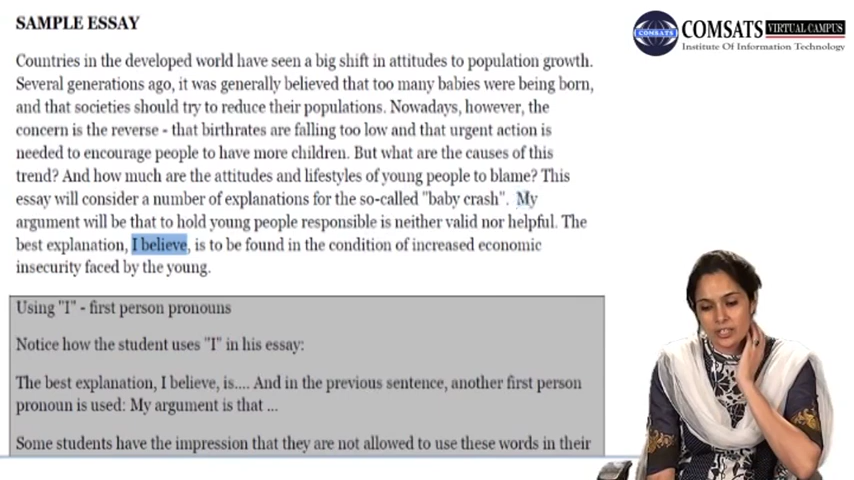 SAMPLE ESSAY
COMSATS VIRTUAL CAMPUS
Institute Of Information Technology
COMSATS
Countries in the developed world have seen a big shift in attitudes to population growth.
Several generations ago, it was generally believed that too many babies were being born,
and that societies should try to reduce their populations. Nowadays, however, the
concern is the reverse - that birthrates are falling too low and that urgent action is
needed to encourage people to have more children. But what are the causes of this
trend? And how much are the attitudes and lifestyles of young people to blame? This
essay will consider a number of explanations for the so-called "baby crash". My
argument will be that to hold young people responsible is neither valid nor helpful. The
best explanation, I believe, is to be found in the condition of increased economic
insecurity faced by the young.
Using "I" - first person pronouns
Notice how the student uses "I" in his essay:
The best explanation, I believe, is.... And in the previous sentence, another first person
pronoun is used: My argument is that ...
Some students have the impression that they are not allowed to use these words in their